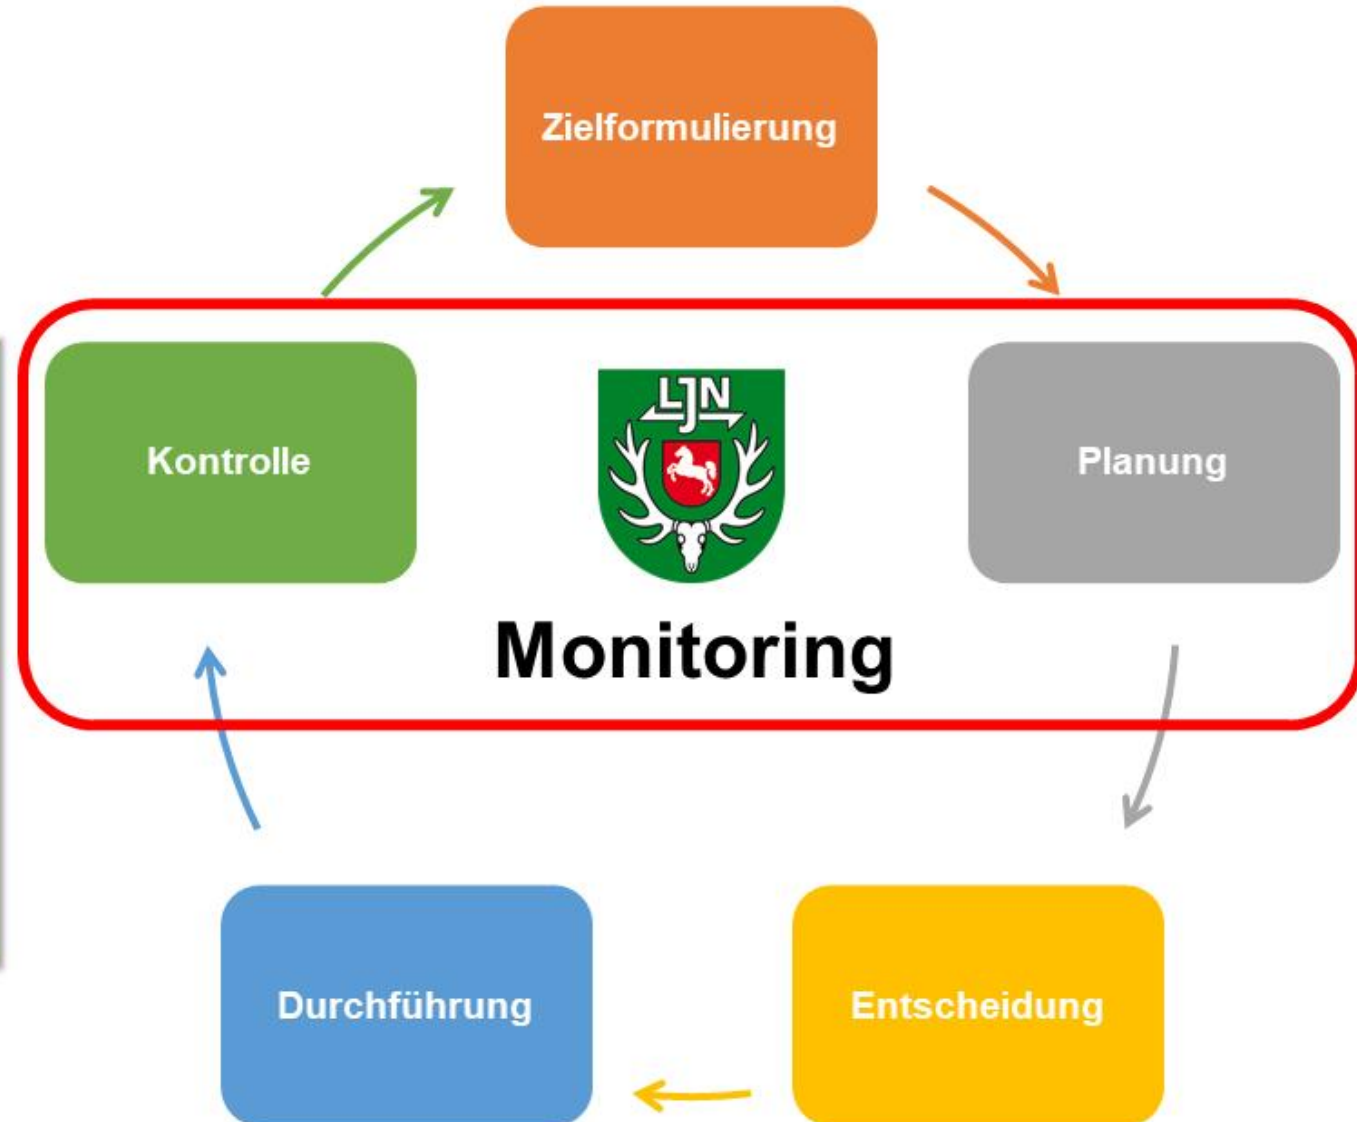 Zielformulierung
Kontrolle
LJN
Planung
Monitoring
Durchführung
Entscheidung